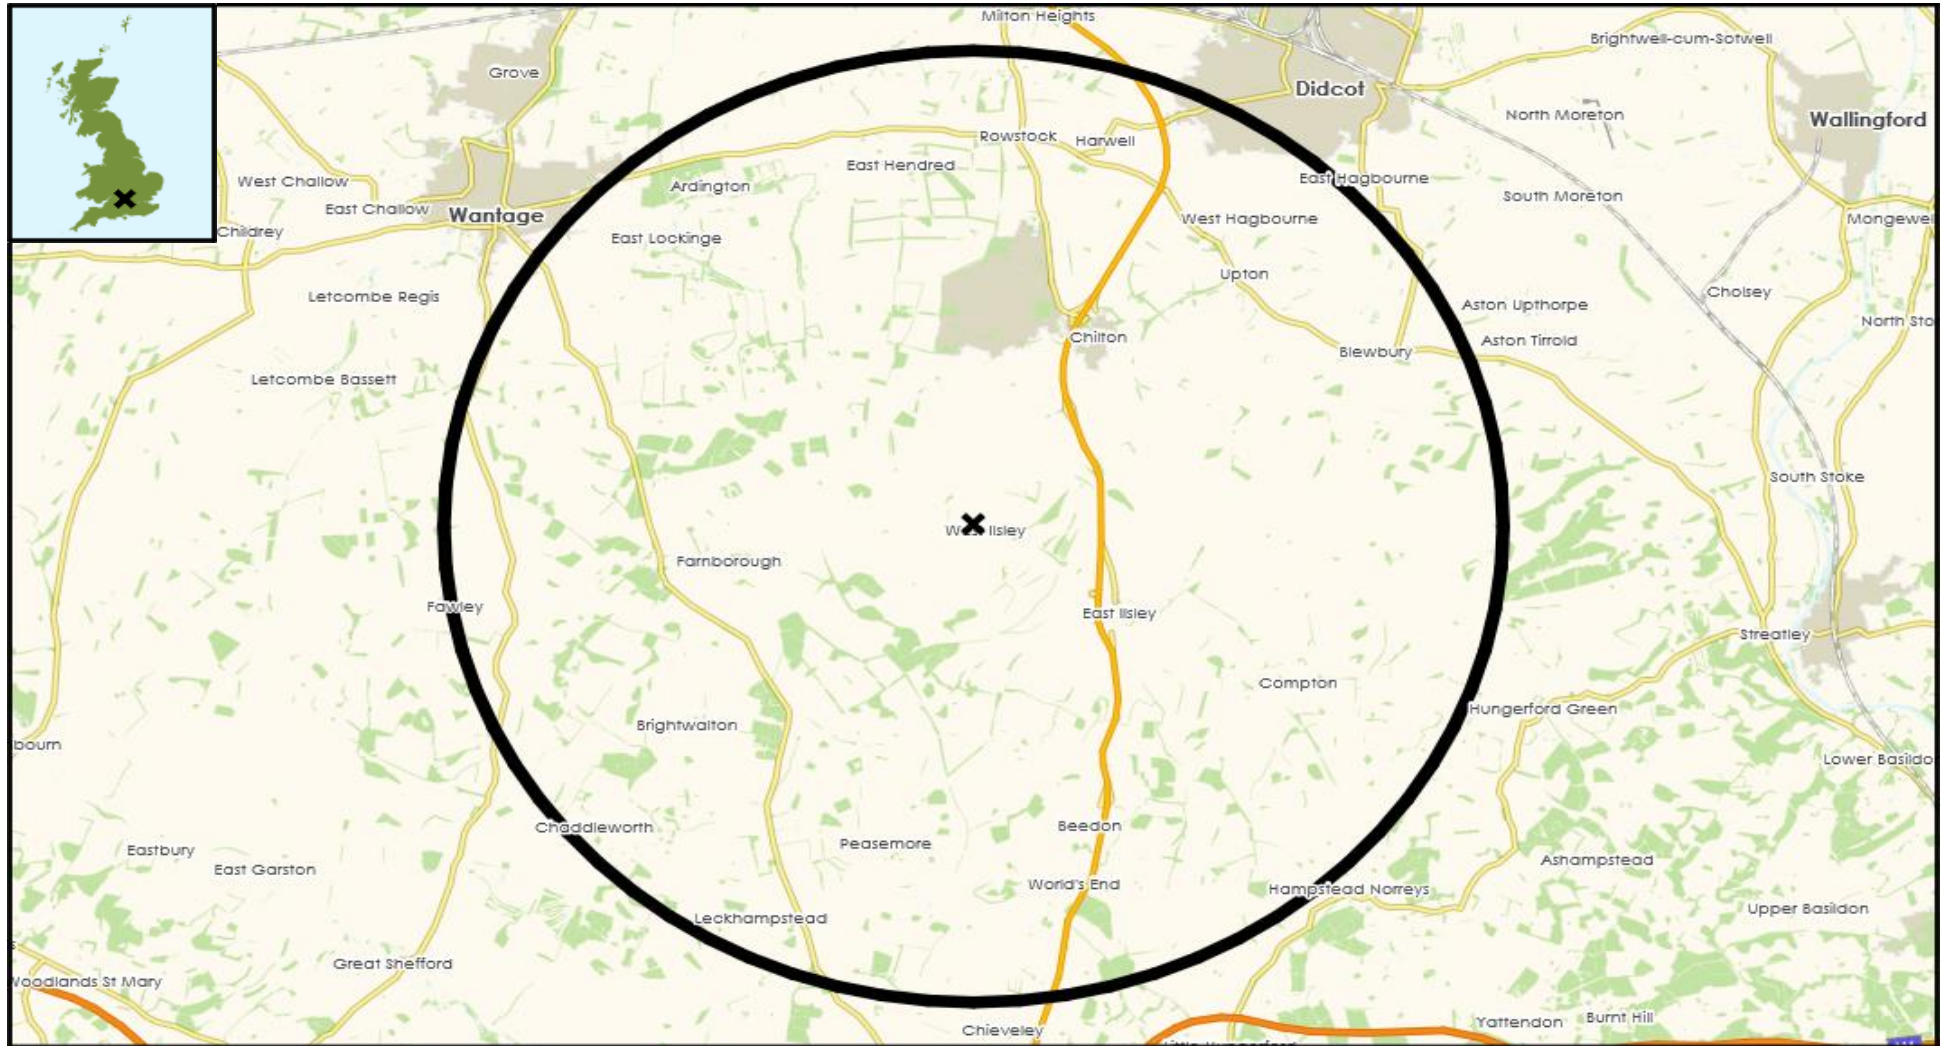 Milton Heights
Brightwell-cum-Sotwell
Grove
Didcot
North Moreton
Wallingford
Rowstock
Harwell
East Hendred
West Challow
Ardington
East Hagbourne
South Moreton
East Challow
Wantage
West Hagbourne
Mongewel
Childrey
East Lockinge
Upton
Letcombe Regis
Cholsey
Aston Upthorpe
North Sto
Chilton
Aston Tirrold
Blewbury
Letcombe Bassett
South Stoke
Ilsley
Farnborough
Fawley
East Ilsley
Streatley
Compton
Hungerford Green
Brightwalton
bourn
Lower Basildo
Beedon
Chaddleworth
Peasemore
Eastbury
Ashampstead
East Garston
World's End
Hampstead Norreys
Upper Basildon
Leckhampstead
Great Shefford
Woodlands St Mary
Burnt Hill
Yattendon
Chieveley